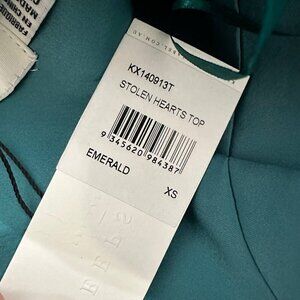 KX140913T
STOLEN HEARTS TOP
9 345620 984387
EMERALD
XS